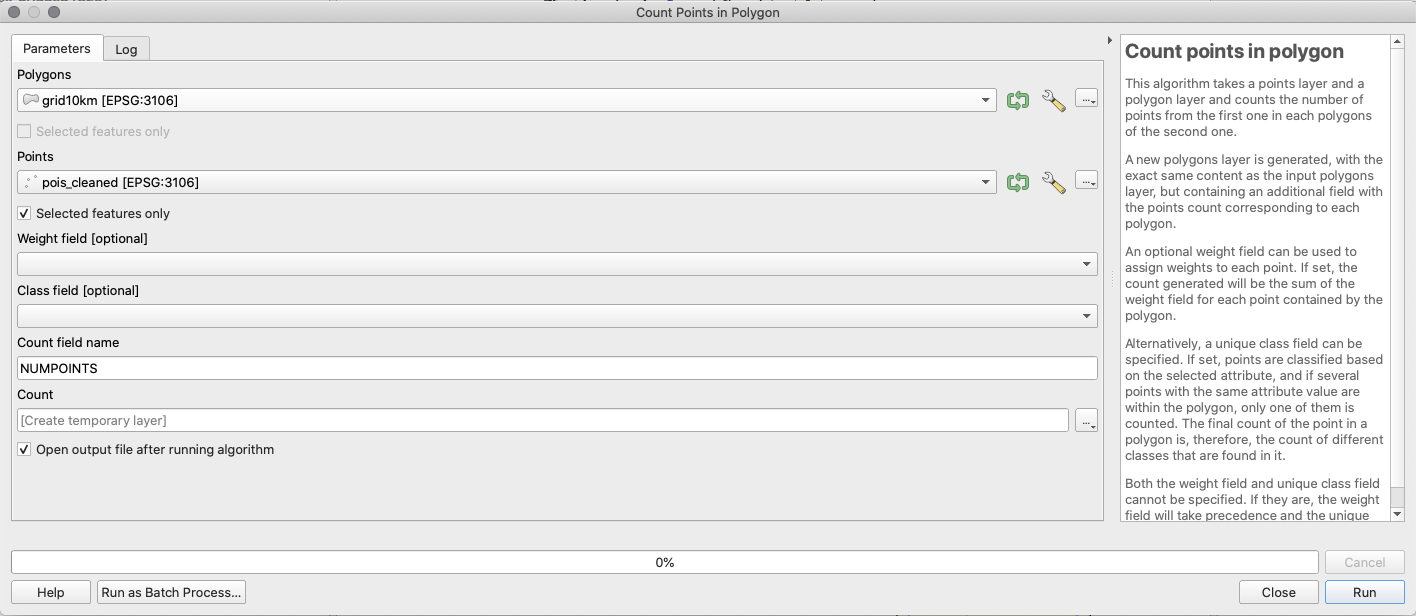 Count Points in Polygon
Parameters
Log
Polygons
grid10km [EPSG:3106]
...
Selected features only
Points
pois_cleaned [EPSG:3106]
...
Selected features only
Weight field [optional]
Class field [optional]
Count field name
NUMPOINTS
Count
[Create temporary layer]
...
Open output file after running algorithm
Count points in polygon
This algorithm takes a points layer and a
polygon layer and counts the number of
points from the first one in each polygons
of the second one.
A new polygons layer is generated, with the
exact same content as the input polygons
layer, but containing an additional field with
the points count corresponding to each
polygon.
An optional weight field can be used to
assign weights to each point. If set, the
count generated will be the sum of the
weight field for each point contained by the
polygon.
Alternatively, a unique class field can be
specified. If set, points are classified based
on the selected attribute, and if several
points with the same attribute value are
within the polygon, only one of them is
counted. The final count of the point in a
polygon is, therefore, the count of different
classes that are found in it.
Both the weight field and unique class field
cannot be specified. If they are, the weight
field will take precedence and the unique
0%
Cancel
Help
Run as Batch Process...
Close
Run